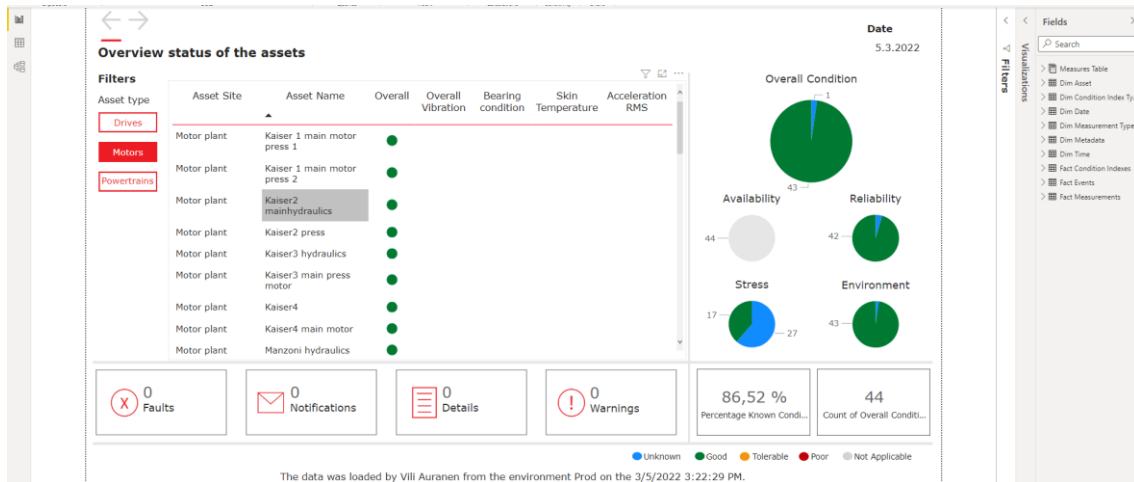 Date
5.3.2022
Overview status of the assets
Filters
Asset type
Drives
Motors
Powertrains
Asset Site Asset Name Overall Overall Vibration Bearing condition Skin Temperature Acceleration RMS
Motor plant Kaiser 1 main motor press 1
Motor plant Kaiser 1 main motor press 2
Motor plant Kaiser2 mainhydraulics
Motor plant Kaiser2 press
Motor plant Kaiser3 hydraulics
Motor plant Kaiser3 main press motor
Motor plant Kaiser4
Motor plant Kaiser4 main motor
Motor plant Manzoni hydraulics
Overall Condition
1
43
Availability
44
Reliability
42
Stress
17
27
Environment
43
0
Faults
0
Notifications
0
Details
0
Warnings
86,52 %
Percentage Known Condi...
44
Count of Overall Conditi...
Unknown Good Tolerable Poor Not Applicable
The data was loaded by Vili Auranen from the environment Prod on the 3/5/2022 3:22:29 PM.
Filters
Visualizations
Fields
Search
Measures Table
Dim Asset
Dim Condition Index Ty...
Dim Date
Dim Measurement Type
Dim Metadata
Dim Time
Fact Condition Indexes
Fact Events
Fact Measurements